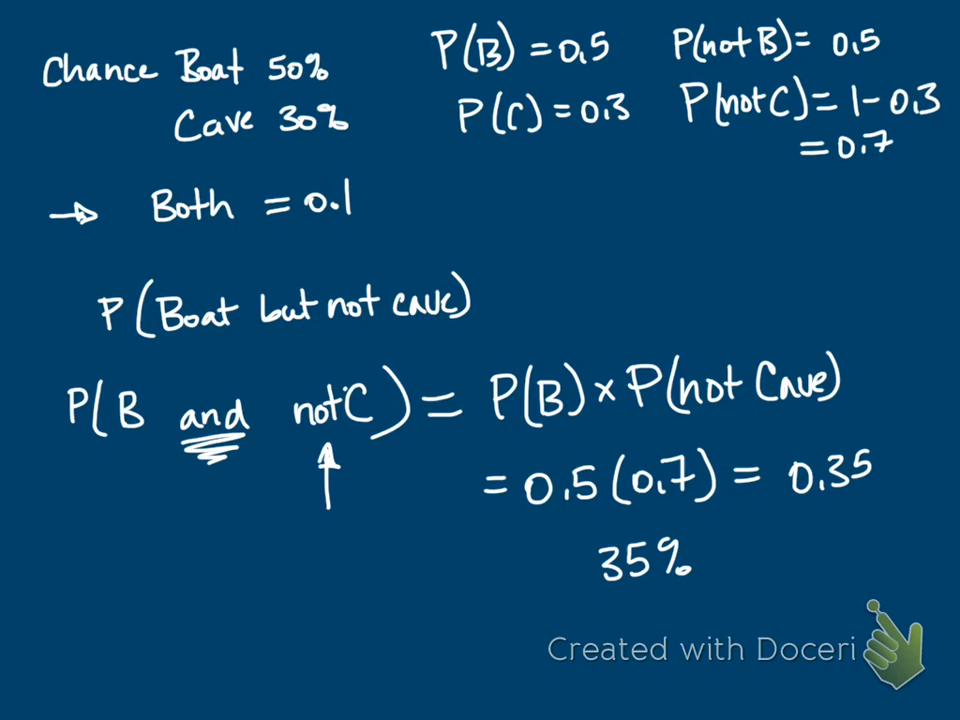 Chance Boat 50%
Cave 30%
P(B) = 0.5
P(C) = 0.3
P(not B) = 0.5
P(not C) = 1 - 0.3
= 0.7
→ Both = 0.1
P(Boat but not cave)
P(B and not C) = P(B) × P(not Cave)
= 0.5(0.7) = 0.35
35%
Created with Doceri